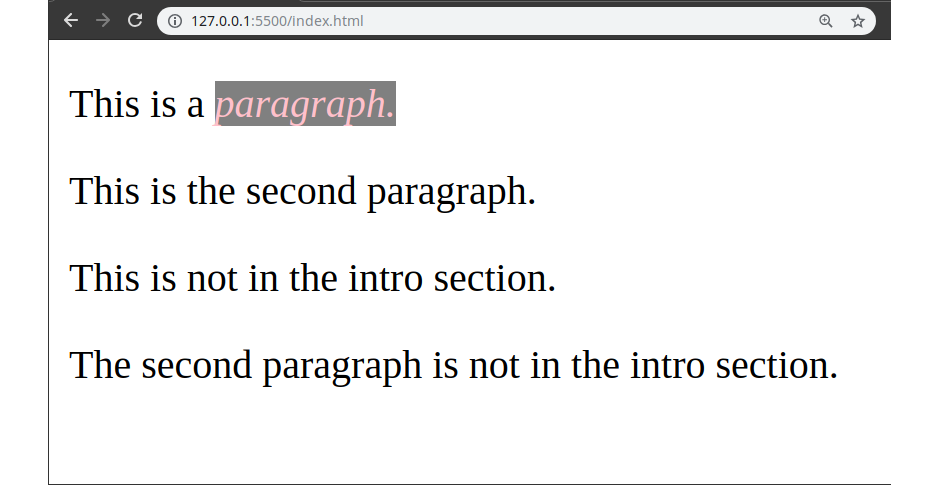 127.0.0.1:5500/index.html
This is a paragraph.
This is the second paragraph.
This is not in the intro section.
The second paragraph is not in the intro section.